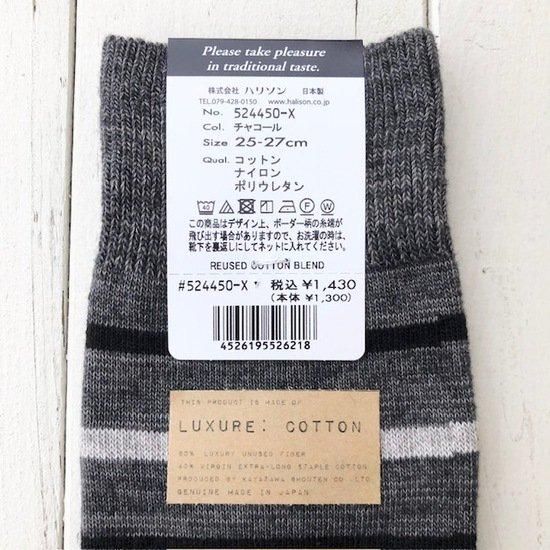 Please take pleasure
in traditional taste.
株式会社 ハリソン 日本製
TEL.079-428-0150 www.halison.co.jp
No. 524450-X
Col. チャコール
Size 25-27cm
Qual. コットン
ナイロン
ポリウレタン
この商品はデザイン上、ボーダー柄の糸端が
飛び出す場合がありますので、お洗濯の時は、
靴下を裏返しにしてネットに入れてください。
REUSED COTTON BLEND
#524450-X 税込 ¥1,430
(本体 ¥1,300)
4526195526218
THIS PRODUCT IS MADE OF
LUXURE: COTTON
60% LUXURY UNUSED FIBER
40% VIRGIN EXTRA-LONG STAPLE COTTON
PRODUCED BY KAYAZAWA SHOUTEN CO.,LTD.
GENUINE MADE IN JAPAN